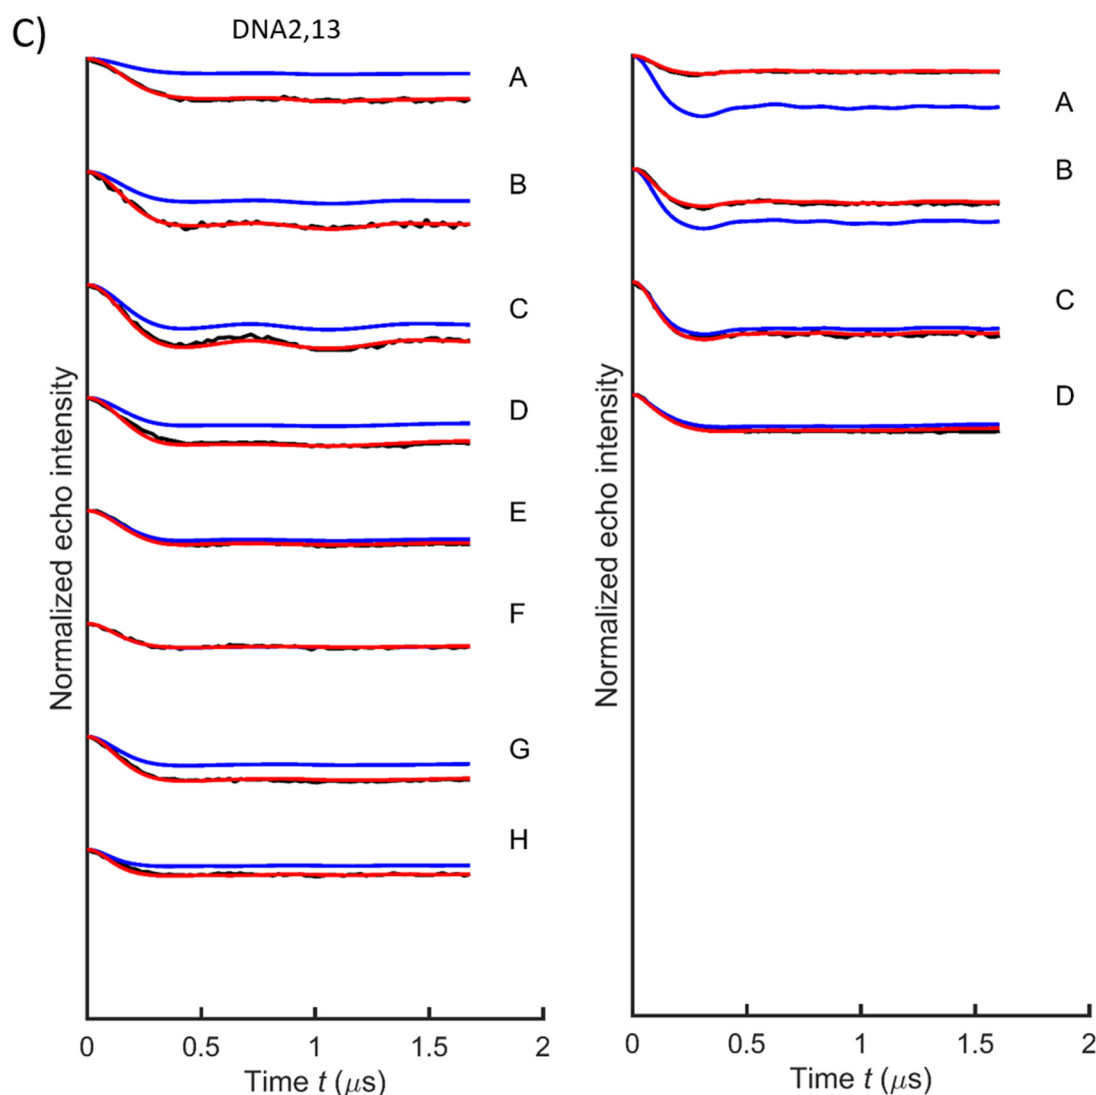 C)
DNA2,13
Normalized echo intensity
A
B
C
D
E
F
G
H
0 0.5 1 1.5 2
Time t (μs)
Normalized echo intensity
A
B
C
D
0 0.5 1 1.5 2
Time t (μs)